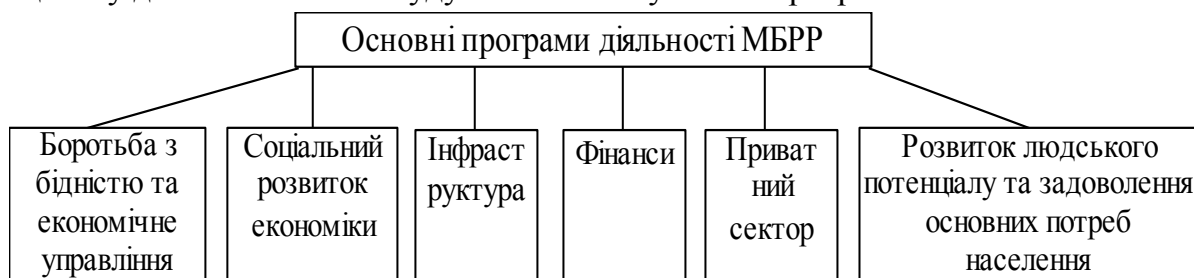 Основні програми діяльності МБРР
Боротьба з
бідністю та
економічне
управління
Соціальний
розвиток
економіки
Інфраст
руктура
Фінанси
Приват
ний
сектор
Розвиток людського
потенціалу та задоволення
основних потреб
населення